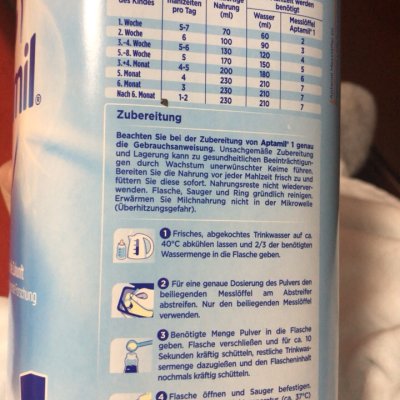 des Kindes
Mahlzeiten
pro Tag
Nahrung
(ml)
Wasser
(ml)
werden
benötigt
Messlöffel
Aptamil® 1
1. Woche 5-7 70 60 2
2. Woche 6 100 90 3
3.-4. Woche 5-6 130 120 4
5.-8. Woche 5 170 150 5
3.+4. Monat 4-5 200 180 6
5. Monat 4 230 210 7
6. Monat 3 230 210 7
Nach 6. Monat 1-2 230 210 7
Zubereitung
Beachten Sie bei der Zubereitung von Aptamil® 1 genau
die Gebrauchsanweisung. Unsachgemäße Zubereitung
und Lagerung kann zu gesundheitlichen Beeinträchtigun-
gen durch Wachstum unerwünschter Keime führen.
Bereiten Sie die Nahrung vor jeder Mahlzeit frisch zu und
füttern Sie diese sofort. Nahrungsreste nicht wiederver-
wenden. Flasche, Sauger und Ring gründlich reinigen.
Erwärmen Sie Milchnahrung nicht in der Mikrowelle
(Überhitzungsgefahr).
1 Frisches, abgekochtes Trinkwasser auf ca.
40°C abkühlen lassen und 2/3 der benötigten
Wassermenge in die Flasche geben.
2 Für eine genaue Dosierung des Pulvers den
beiliegenden Messlöffel am Abstreifer
abstreifen. Nur den beiliegenden Messlöffel
verwenden.
3 Benötigte Menge Pulver in die Flasche
geben. Flasche verschließen und für ca. 10
Sekunden kräftig schütteln, restliche Trinkwas-
sermenge dazugießen und den Flascheninhalt
nochmals kräftig schütteln.
4 Flasche öffnen und Sauger befestigen.
(ca. 37°C)
mil®